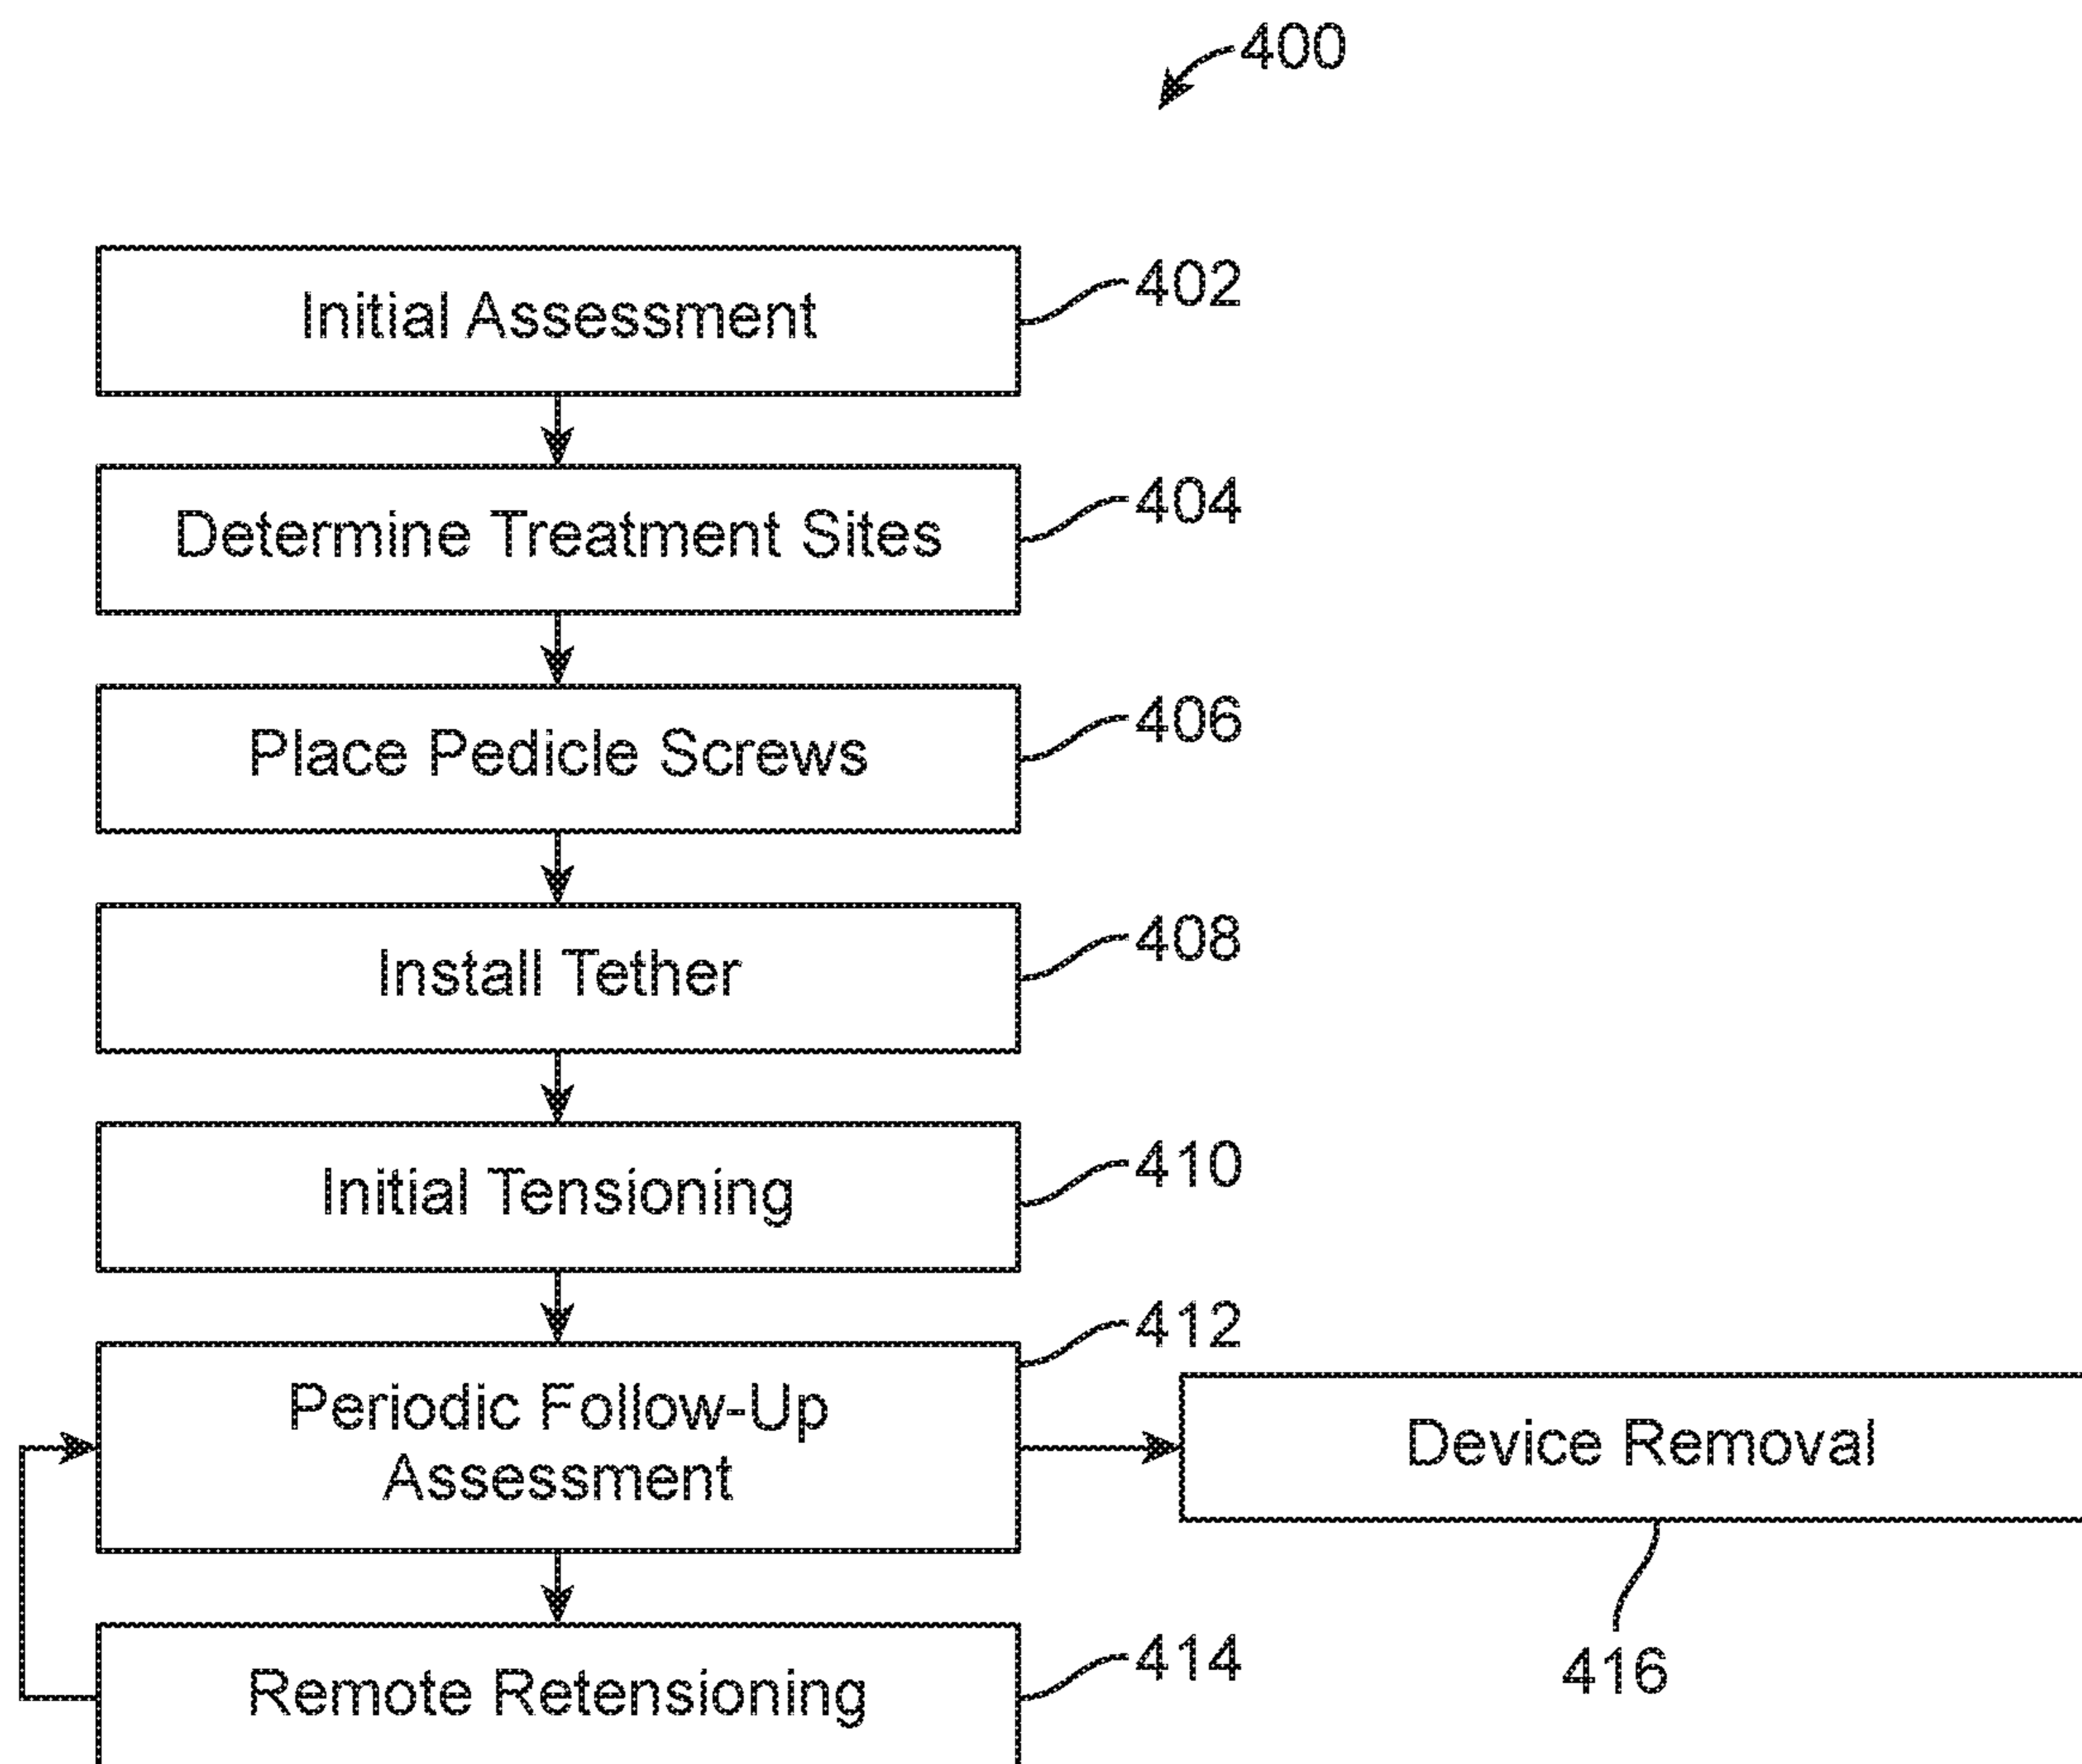 400
Initial Assessment
402
Determine Treatment Sites
404
Place Pedicle Screws
406
Install Tether
408
Initial Tensioning
410
412
Periodic Follow-Up
Assessment
Device Removal
416
Remote Retensioning
414